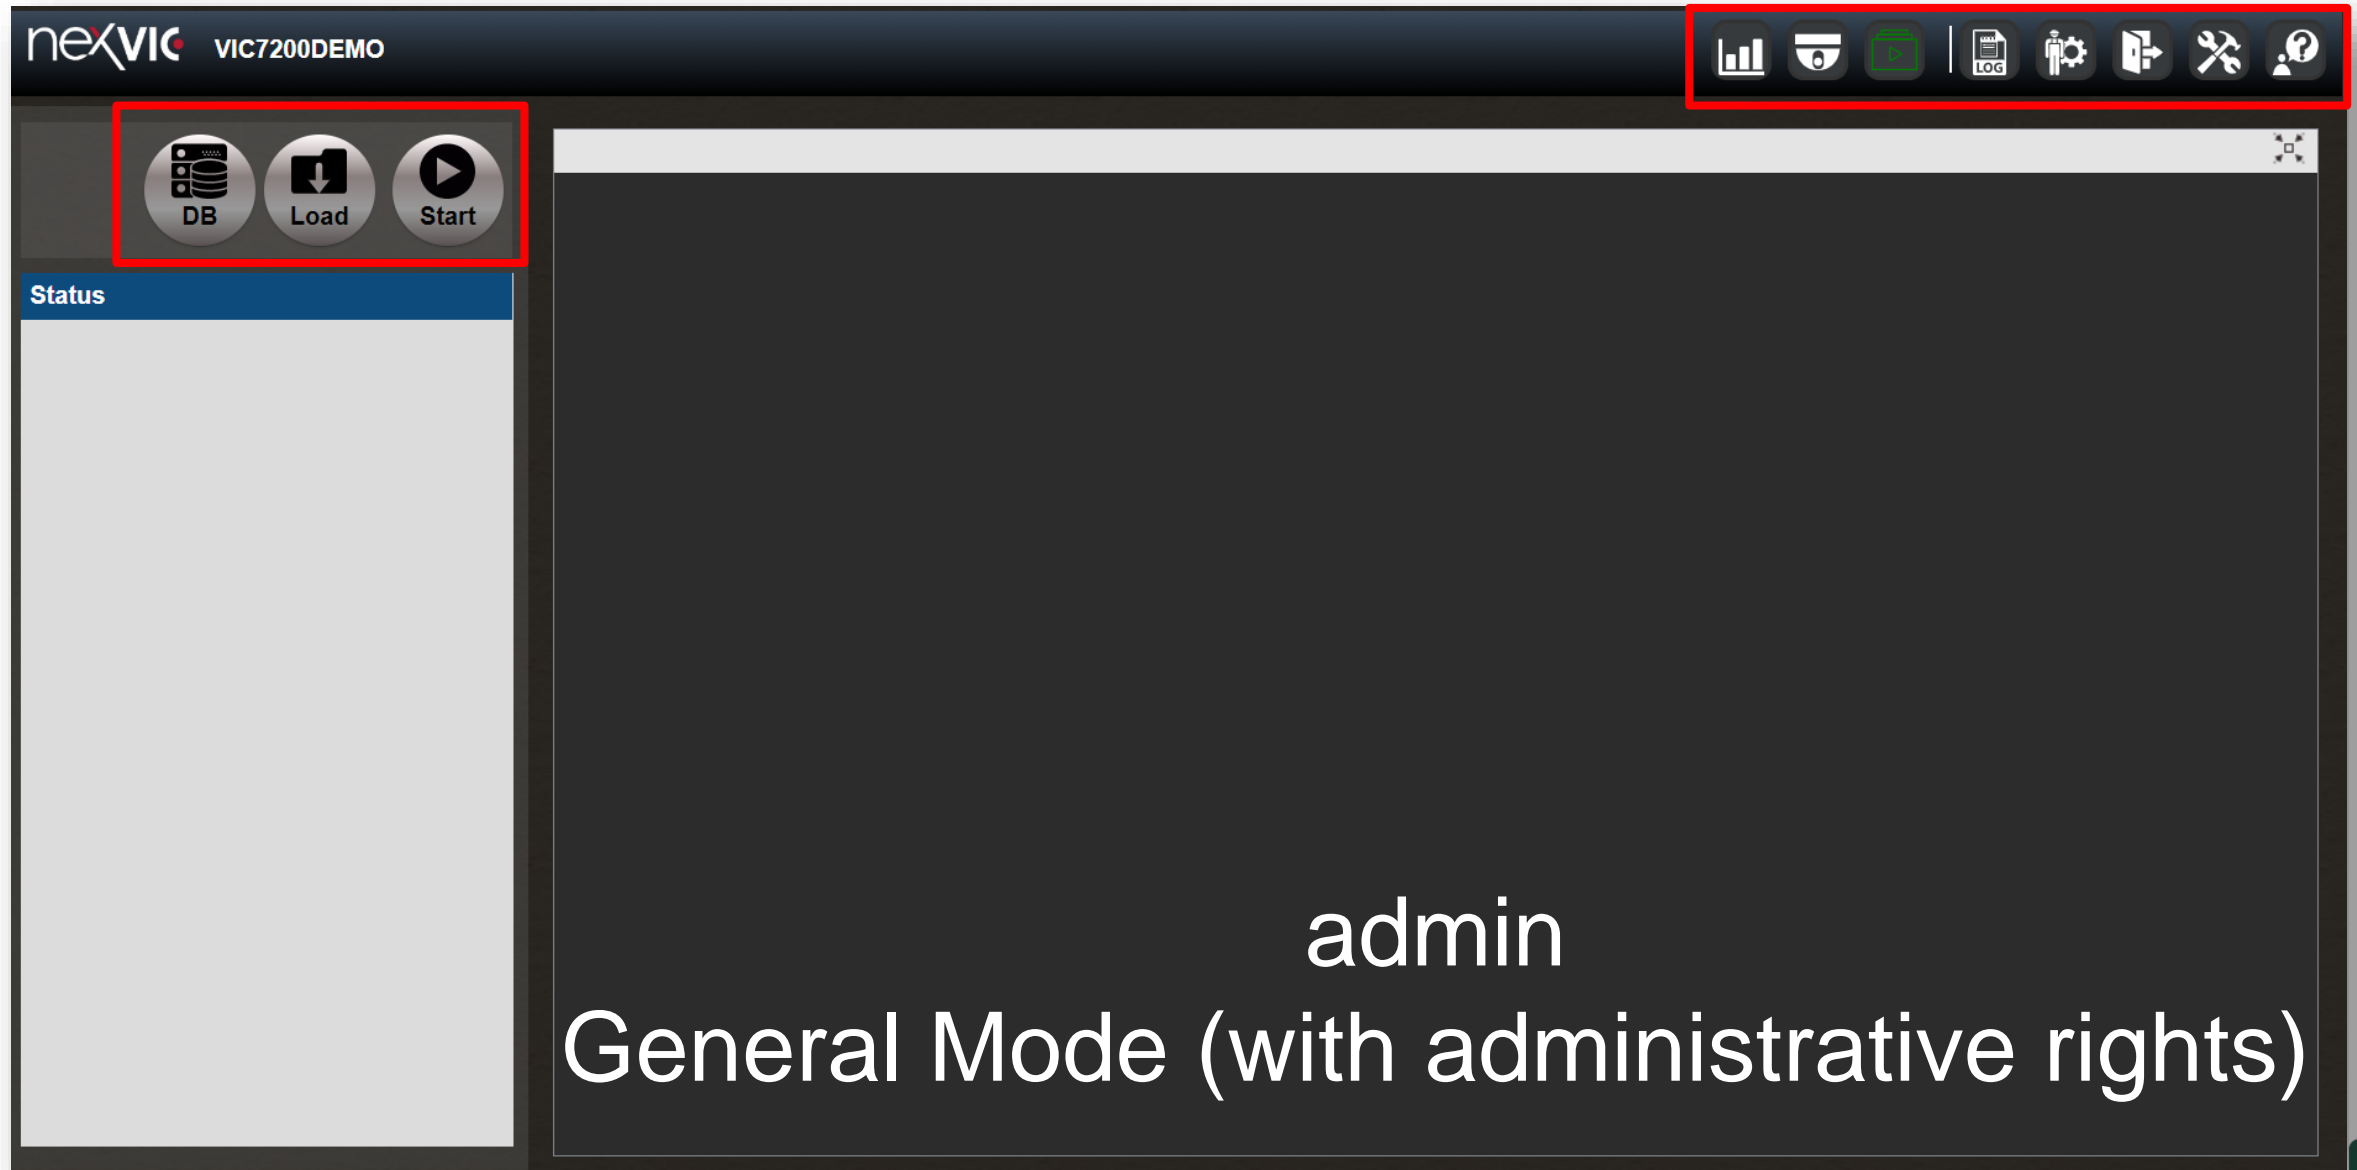 nexvic VIC7200DEMO
LOG
DB Load Start
Status
admin
General Mode (with administrative rights)